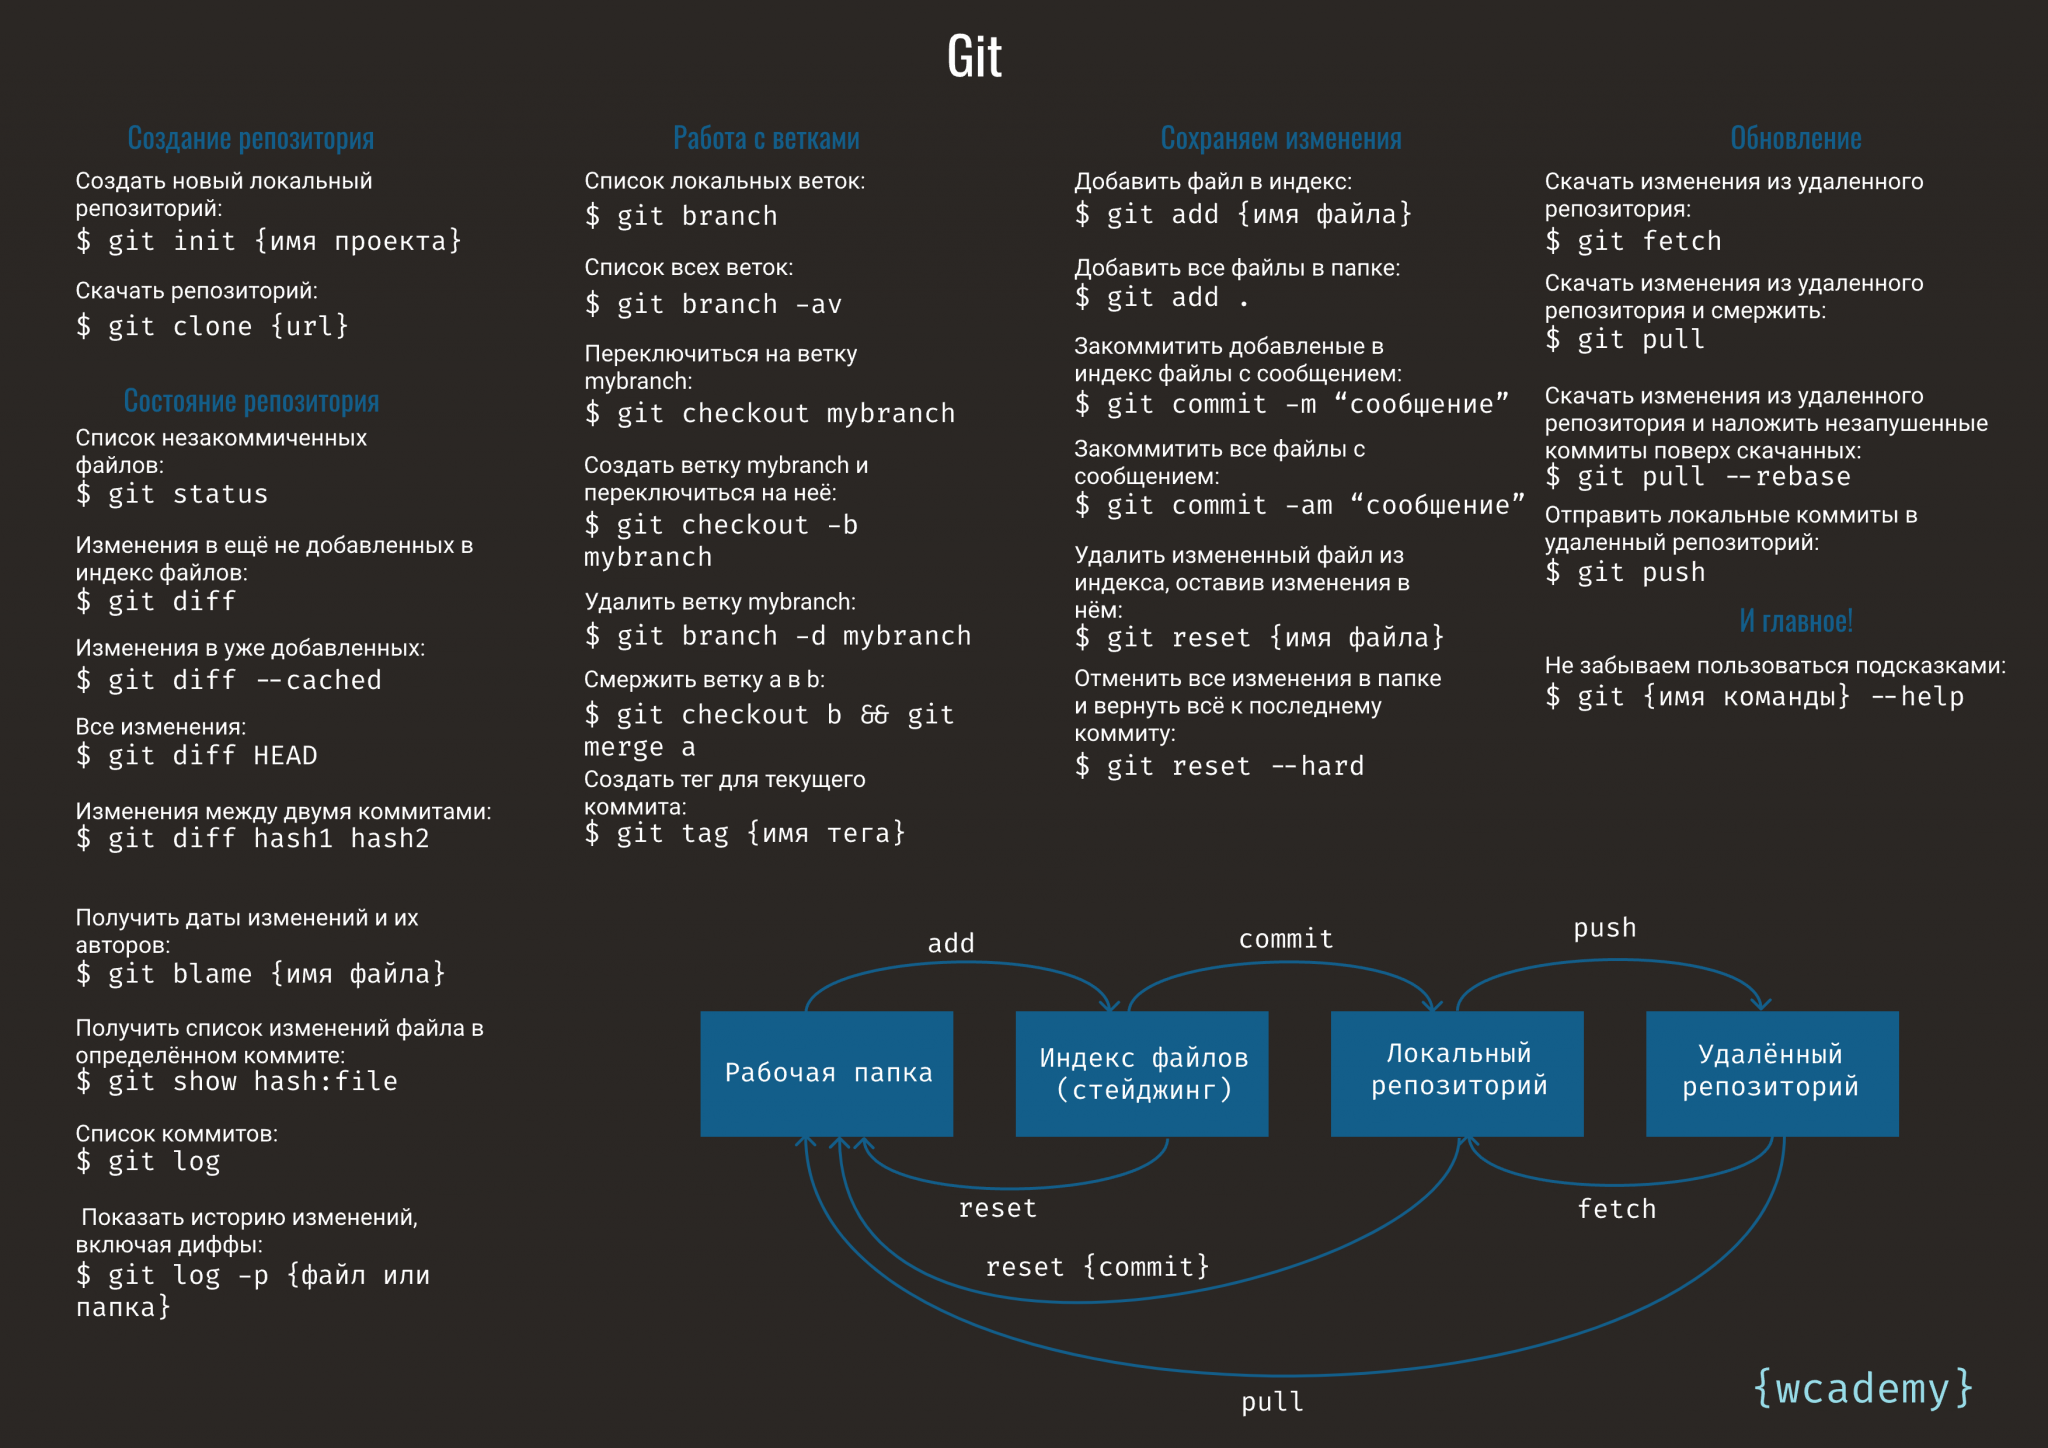 Git
Создание репозитория
Создать новый локальный
репозиторий:
$ git init {имя проекта}
Скачать репозиторий:
$ git clone {url}
Состояние репозитория
Список незакоммиченных
файлов:
$ git status
Изменения в ещё не добавленных в
индекс файлов:
$ git diff
Изменения в уже добавленных:
$ git diff --cached
Все изменения:
$ git diff HEAD
Изменения между двумя коммитами:
$ git diff hash1 hash2
Получить даты изменений и их
авторов:
$ git blame {имя файла}
Получить список изменений файла в
определённом коммите:
$ git show hash:file
Список коммитов:
$ git log
Показать историю изменений,
включая диффы:
$ git log -p {файл или
папка}
Работа с ветками
Список локальных веток:
$ git branch
Список всех веток:
$ git branch -av
Переключиться на ветку
mybranch:
$ git checkout mybranch
Создать ветку mybranch и
переключиться на неё:
$ git checkout -b
mybranch
Удалить ветку mybranch:
$ git branch -d mybranch
Смержить ветку a в b:
$ git checkout b && git
merge a
Создать тег для текущего
коммита:
$ git tag {имя тега}
Сохраняем изменения
Добавить файл в индекс:
$ git add {имя файла}
Добавить все файлы в папке:
$ git add .
Закоммитить добавленые в
индекс файлы с сообщением:
$ git commit -m “сообщение”
Закоммитить все файлы с
сообщением:
$ git commit -am “сообщение”
Удалить измененный файл из
индекса, оставив изменения в
нём:
$ git reset {имя файла}
Отменить все изменения в папке
и вернуть всё к последнему
коммиту:
$ git reset --hard
Обновление
Скачать изменения из удаленного
репозитория:
$ git fetch
Скачать изменения из удаленного
репозитория и смержить:
$ git pull
Скачать изменения из удаленного
репозитория и наложить незапушенные
коммиты поверх скачанных:
$ git pull --rebase
Отправить локальные коммиты в
удаленный репозиторий:
$ git push
И главное!
Не забываем пользоваться подсказками:
$ git {имя команды} --help
add
commit
push
Рабочая папка
Индекс файлов
(стейджинг)
Локальный
репозиторий
Удалённый
репозиторий
reset
fetch
reset {commit}
pull
{wcademy}